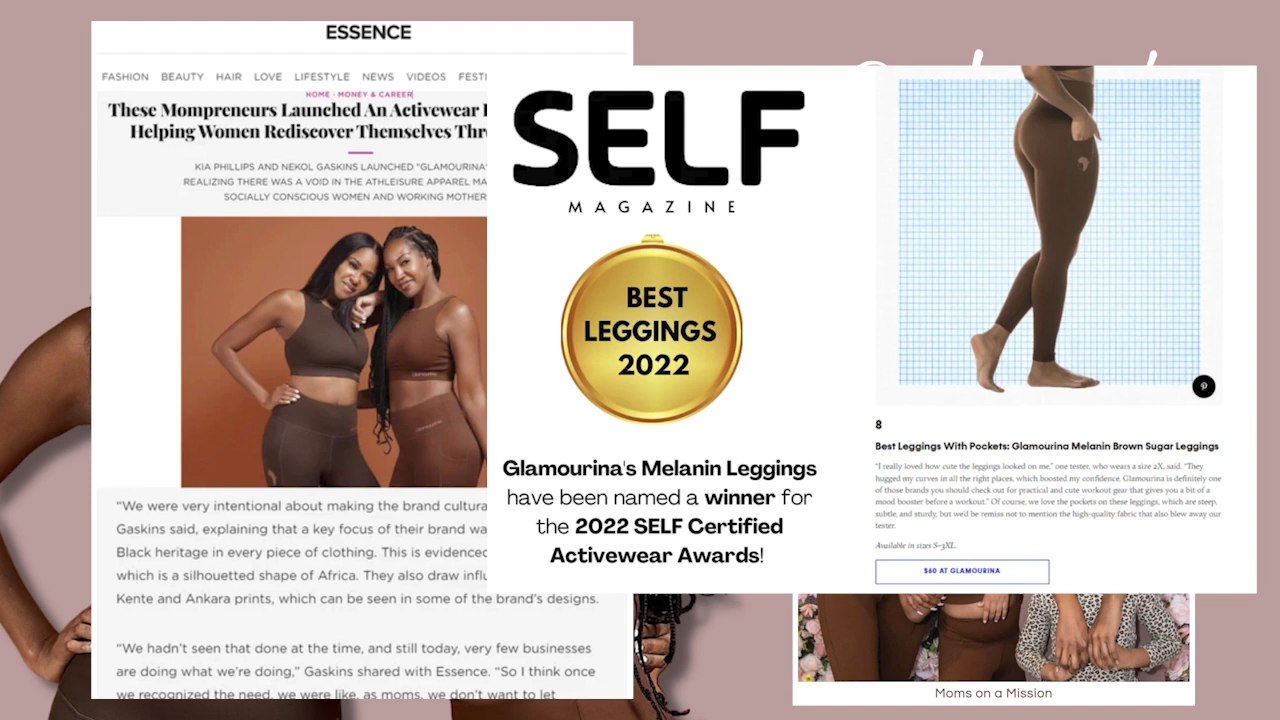 ESSENCE
FASHION BEAUTY HAIR LOVE LIFESTYLE NEWS VIDEOS FESTI
HOME · MONEY & CAREER
These Mompreneurs Launched An Activewear
Helping Women Rediscover Themselves Thr
KIA PHILLIPS AND NEKOL GASKINS LAUNCHED "GLAMOURINA"
REALIZING THERE WAS A VOID IN THE ATHLEISURE APPAREL MA
SOCIALLY CONSCIOUS WOMEN AND WORKING MOTHER
"We were very intentional about making the brand cultura
Gaskins said, explaining that a key focus of their brand wa
Black heritage in every piece of clothing. This is evidenced
which is a silhouetted shape of Africa. They also draw influ
Kente and Ankara prints, which can be seen in some of the brand's designs.
"We hadn't seen that done at the time, and still today, very few businesses
are doing what we're doing," Gaskins shared with Essence. "So I think once
we recognized the need, we were like, as moms, we don't want to let
SELF
MAGAZINE
BEST
LEGGINGS
2022
Glamourina's Melanin Leggings
have been named a winner for
the 2022 SELF Certified
Activewear Awards!
8
Best Leggings With Pockets: Glamourina Melanin Brown Sugar Leggings
"I really loved how cute the leggings looked on me," one tester, who wears a size 2X, said. "They
hugged my curves in all the right places, which boosted my confidence. Glamourina is definitely one
of those brands you should check out for practical and cute workout gear that gives you a bit of a
mood booster before a workout." Of course, we love the pockets on these leggings, which are steep,
subtle, and sturdy, but we'd be remiss not to mention the high-quality fabric that also blew away our
tester.
Available in sizes S–3XL.
$60 AT GLAMOURINA
Moms on a Mission